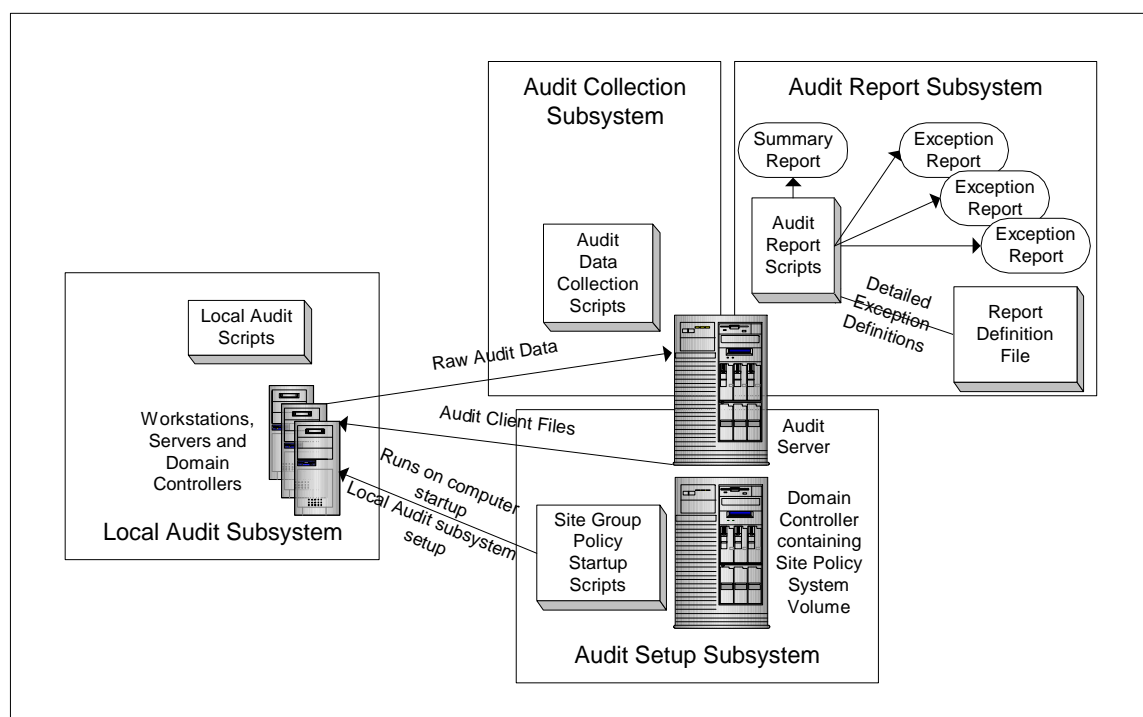 Audit Collection
Subsystem
Audit Report Subsystem
Summary
Report
Exception
Report
Exception
Report
Exception
Report
Audit
Report
Scripts
Audit
Data
Collection
Scripts
Detailed
Exception
Definitions
Report
Definition
File
Local Audit
Scripts
Raw Audit Data
Audit Client Files
Workstations,
Servers and
Domain
Controllers
Local Audit Subsystem
Runs on computer
startup
Local Audit subsystem
setup
Audit
Server
Site Group
Policy
Startup
Scripts
Domain
Controller
containing
Site Policy
System
Volume
Audit Setup Subsystem